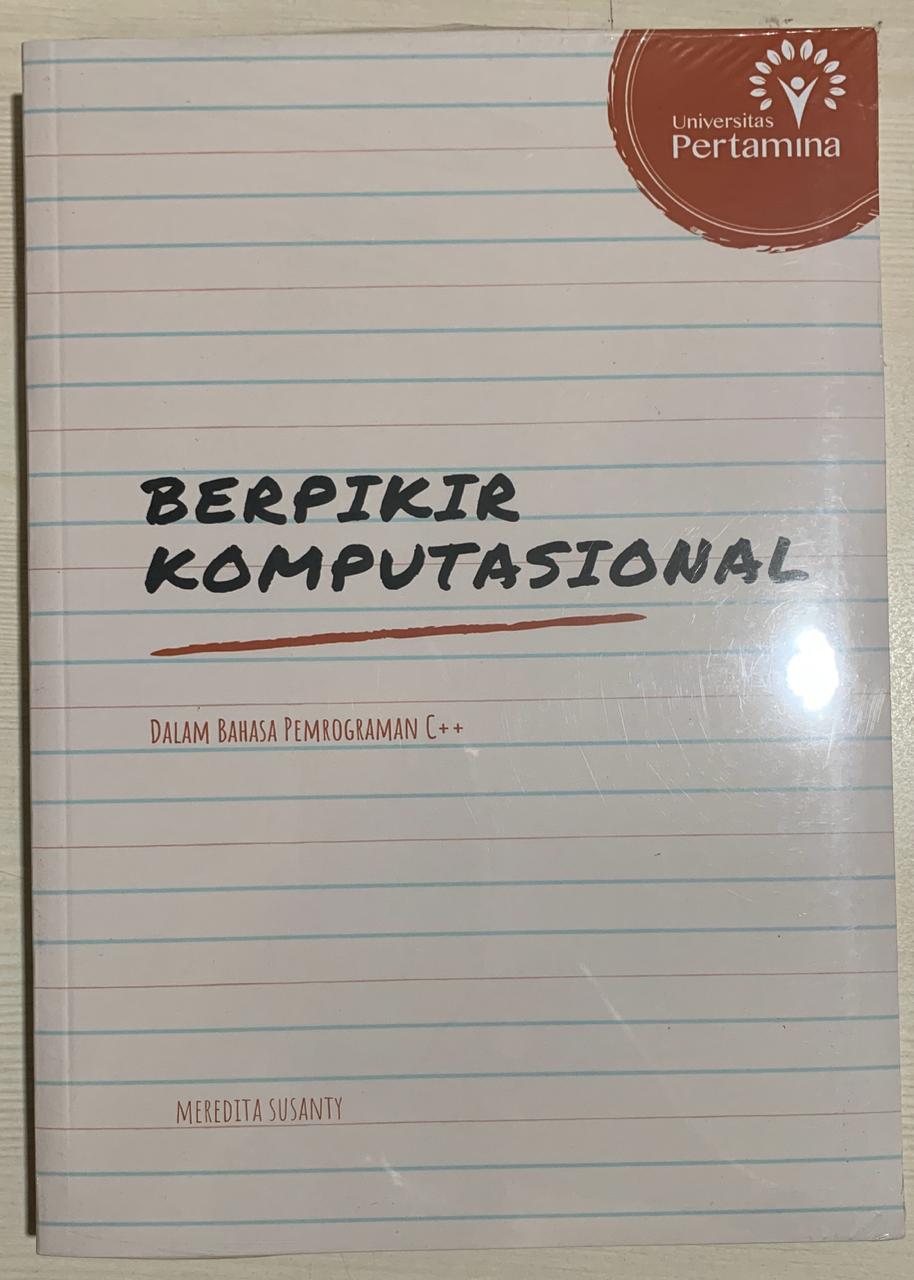 Universitas
Pertamina
BERPIKIR
KOMPUTASIONAL
DALAM BAHASA PEMROGRAMAN C++
MEREDITA SUSANTY